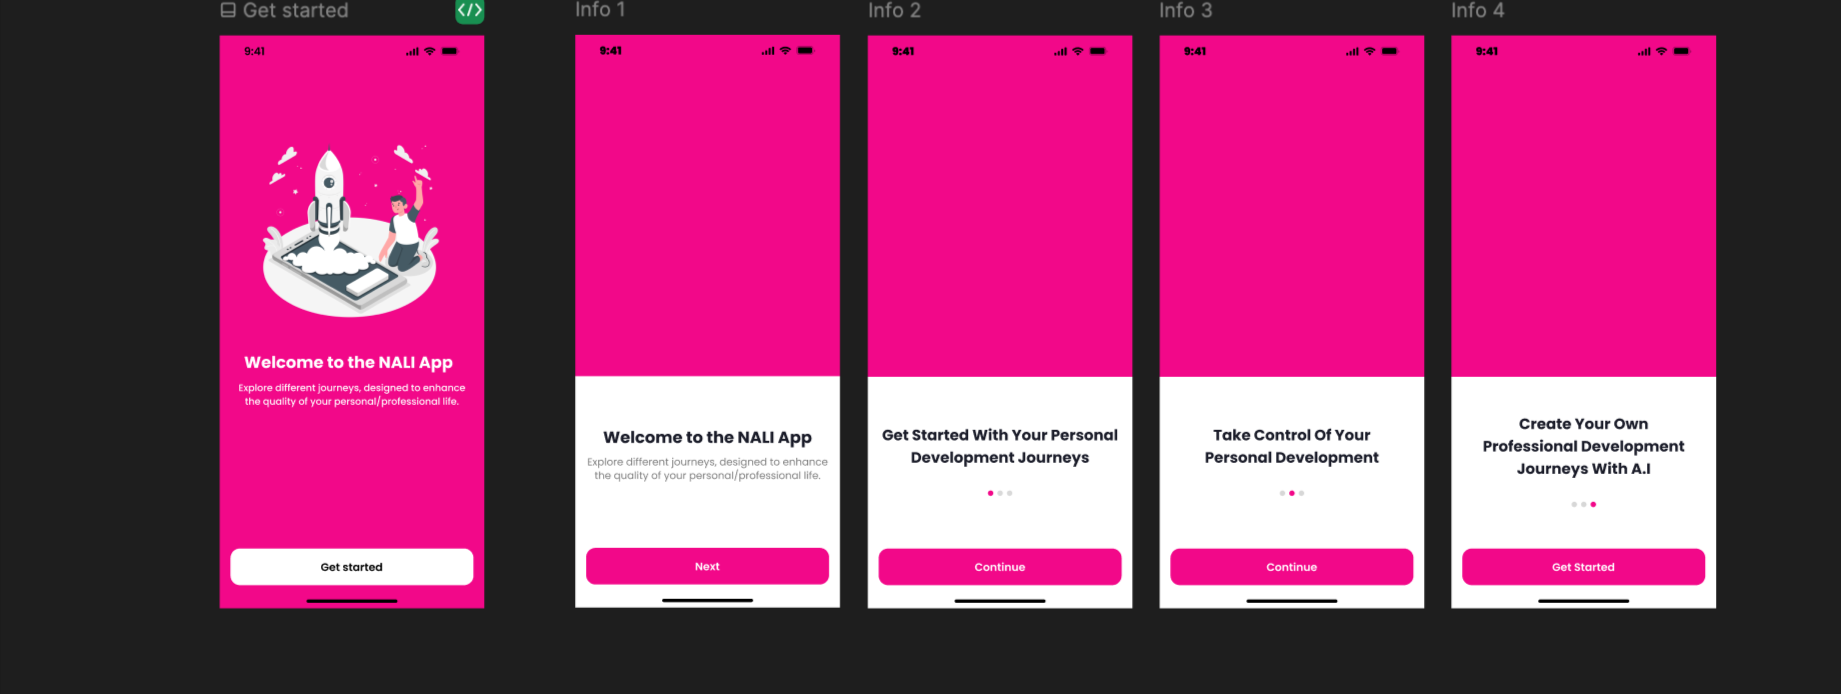 Get started
</>
9:41
Welcome to the NALI App
Explore different journeys, designed to enhance
the quality of your personal/professional life.
Get started
Info 1
9:41
Welcome to the NALI App
Explore different journeys, designed to enhance
the quality of your personal/professional life.
Next
Info 2
9:41
Get Started With Your Personal
Development Journeys
Continue
Info 3
9:41
Take Control Of Your
Personal Development
Continue
Info 4
9:41
Create Your Own
Professional Development
Journeys With A.I
Get Started